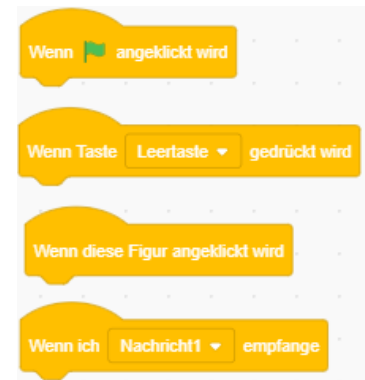 Wenn angeklickt wird
Wenn Taste Leertaste gedrückt wird
Wenn diese Figur angeklickt wird
Wenn ich Nachricht1 empfange